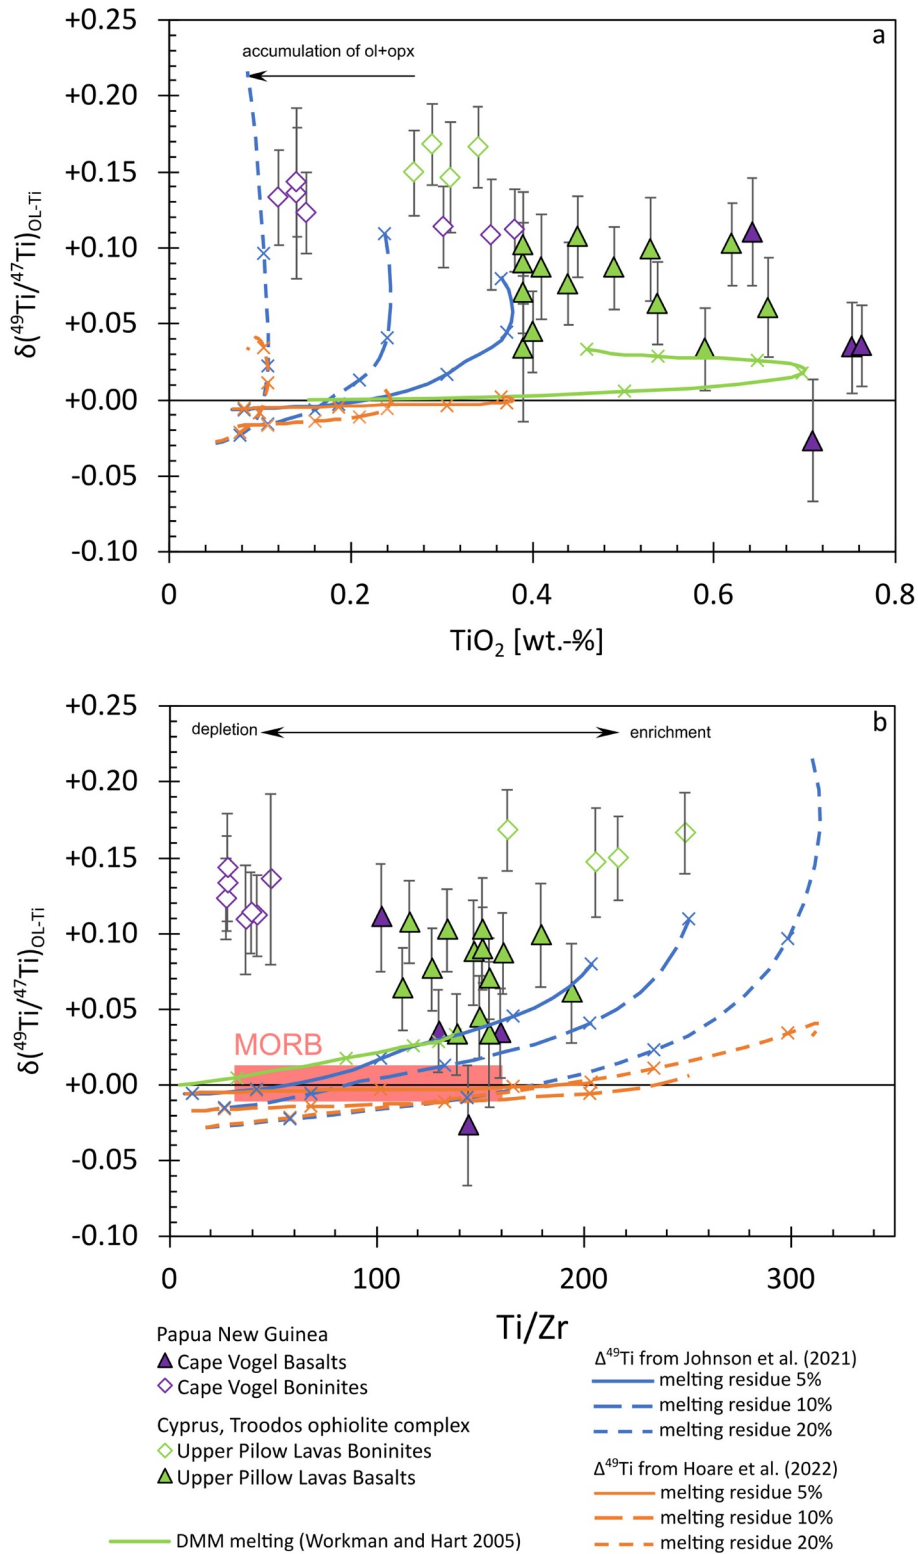 +0.25
a
accumulation of ol+opx
+0.20
+0.15
+0.10
+0.05
+0.00
-0.05
-0.10
δ(⁴⁹Ti/⁴⁷Ti)OL-Ti
0 0.2 0.4 0.6 0.8
TiO₂ [wt.-%]
+0.25
b
depletion enrichment
+0.20
+0.15
+0.10
+0.05
MORB
+0.00
-0.05
-0.10
δ(⁴⁹Ti/⁴⁷Ti)OL-Ti
0 100 200 300
Ti/Zr
Papua New Guinea
Cape Vogel Basalts
Cape Vogel Boninites
Cyprus, Troodos ophiolite complex
Upper Pilow Lavas Boninites
Upper Pillow Lavas Basalts
DMM melting (Workman and Hart 2005)
Δ⁴⁹Ti from Johnson et al. (2021)
melting residue 5%
melting residue 10%
melting residue 20%
Δ⁴⁹Ti from Hoare et al. (2022)
melting residue 5%
melting residue 10%
melting residue 20%